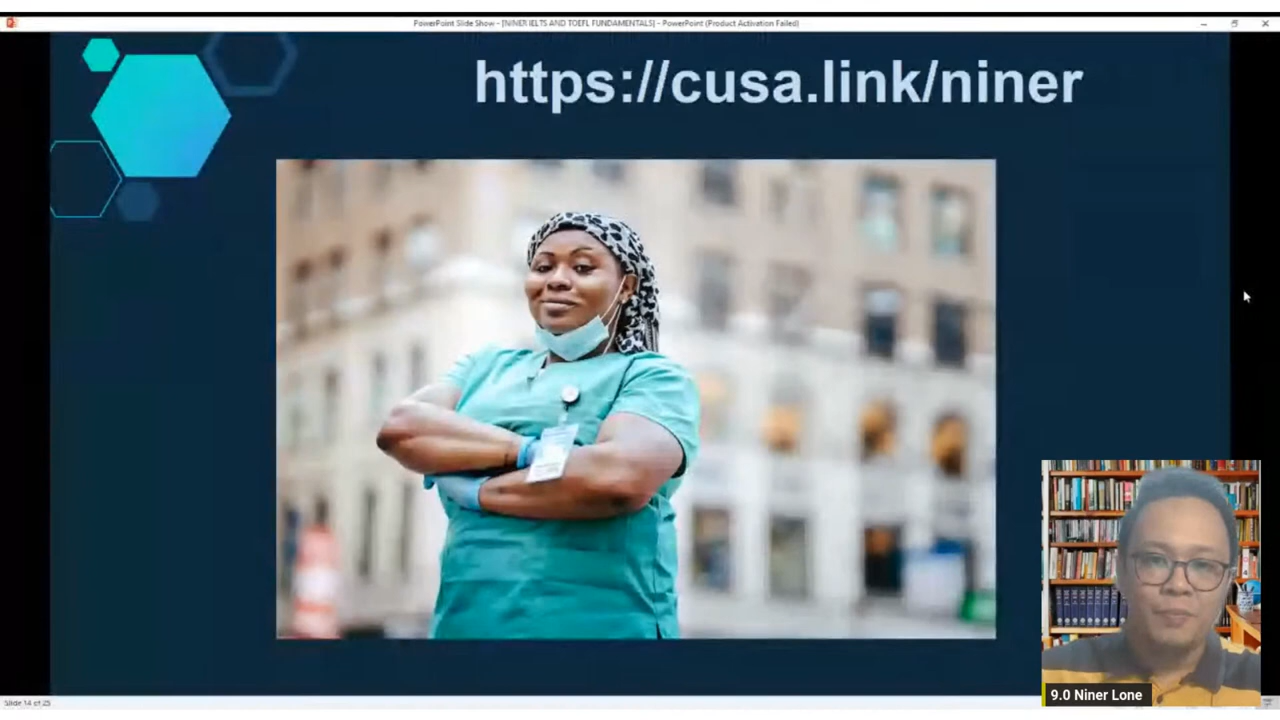 PowerPoint Slide Show - [NINER IELTS AND TOEFL FUNDAMENTALS] - PowerPoint (Product Activation Failed)
https://cusa.link/niner
9.0 Niner Lone
Slide 14 of 25